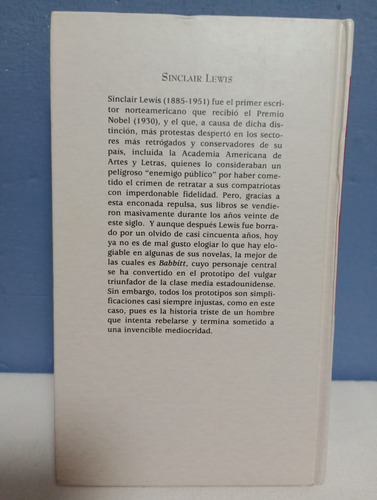 SINCLAIR LEWIS
Sinclair Lewis (1885-1951) fue el primer escri-
tor norteamericano que recibió el Premio
Nobel (1930), y el que, a causa de dicha dis-
tinción, más protestas despertó en los sectores
más retrógados y conservadores de su
país, incluida la Academia Americana de
Artes y Letras, quienes lo consideraban un
peligroso "enemigo público" por haber come-
tido el crimen de retratar a sus compatriotas
con imperdonable fidelidad. Pero, gracias a
esta enconada repulsa, sus libros se vendie-
ron masivamente durante los años veinte de
este siglo. Y aunque después Lewis fue borra-
do por un olvido de casi cincuenta años, hoy
ya no es de mal gusto elogiar lo que hay elo-
giable en algunas de sus novelas, la mejor de
las cuales es Babbitt, cuyo personaje central
se ha convertido en el prototipo del vulgar
triunfador de la clase media estadounidense.
Sin embargo, todos los prototipos son simpli-
ficaciones casi siempre injustas, como en este
caso, pues es la historia triste de un hombre
que intenta rebelarse y termina sometido a
una invencible mediocridad.